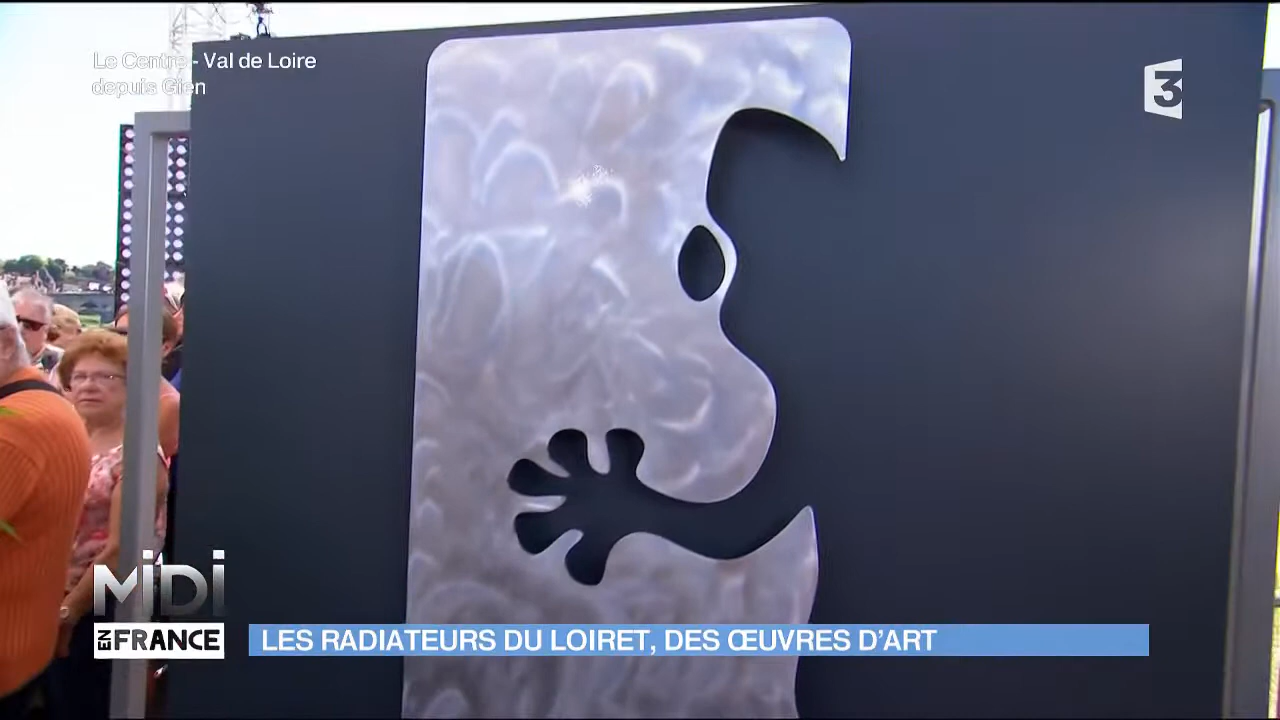 Le Centre - Val de Loire
depuis Gien
3
MiDi
EN FRANCE
LES RADIATEURS DU LOIRET, DES ŒUVRES D'ART